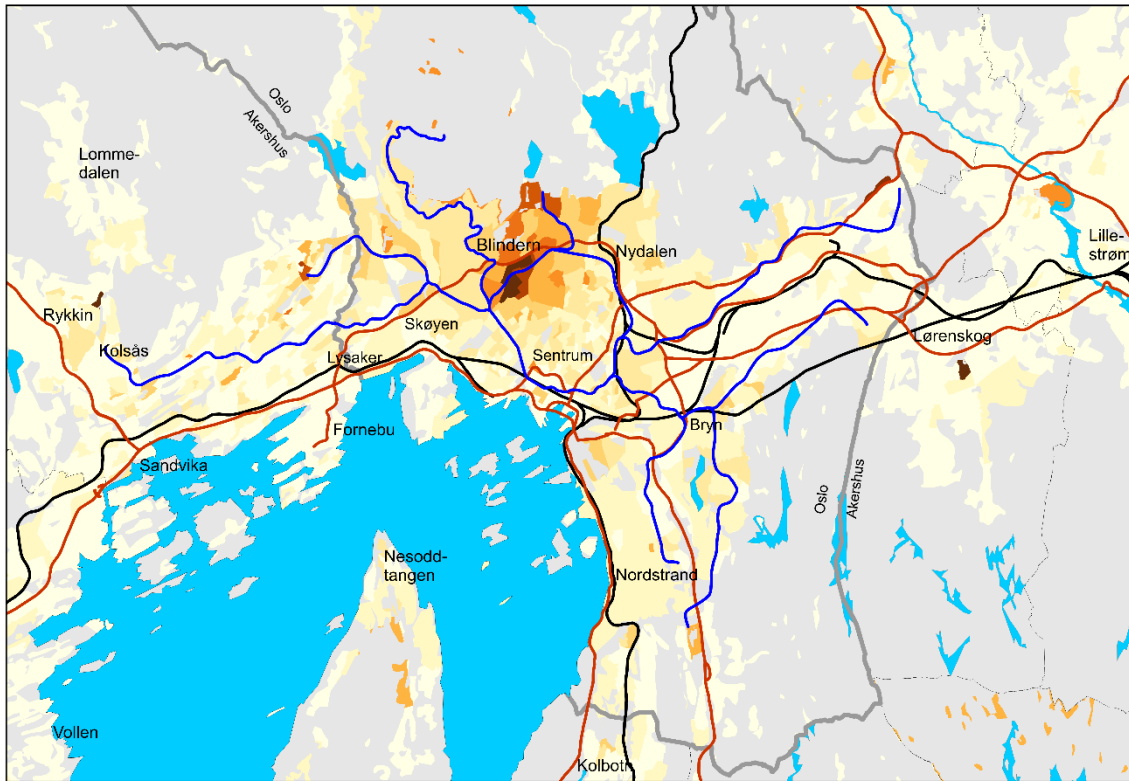 Oslo
Akershus
Lomme-
dalen
Blindern
Nydalen
Lille-
strøm
Rykkin
Kolsås
Skøyen
Lysaker
Sentrum
Lørenskog
Fornebu
Bryn
Sandvika
Oslo
Akershus
Nesodd-
tangen
Nordstrand
Vollen
Kolbotn